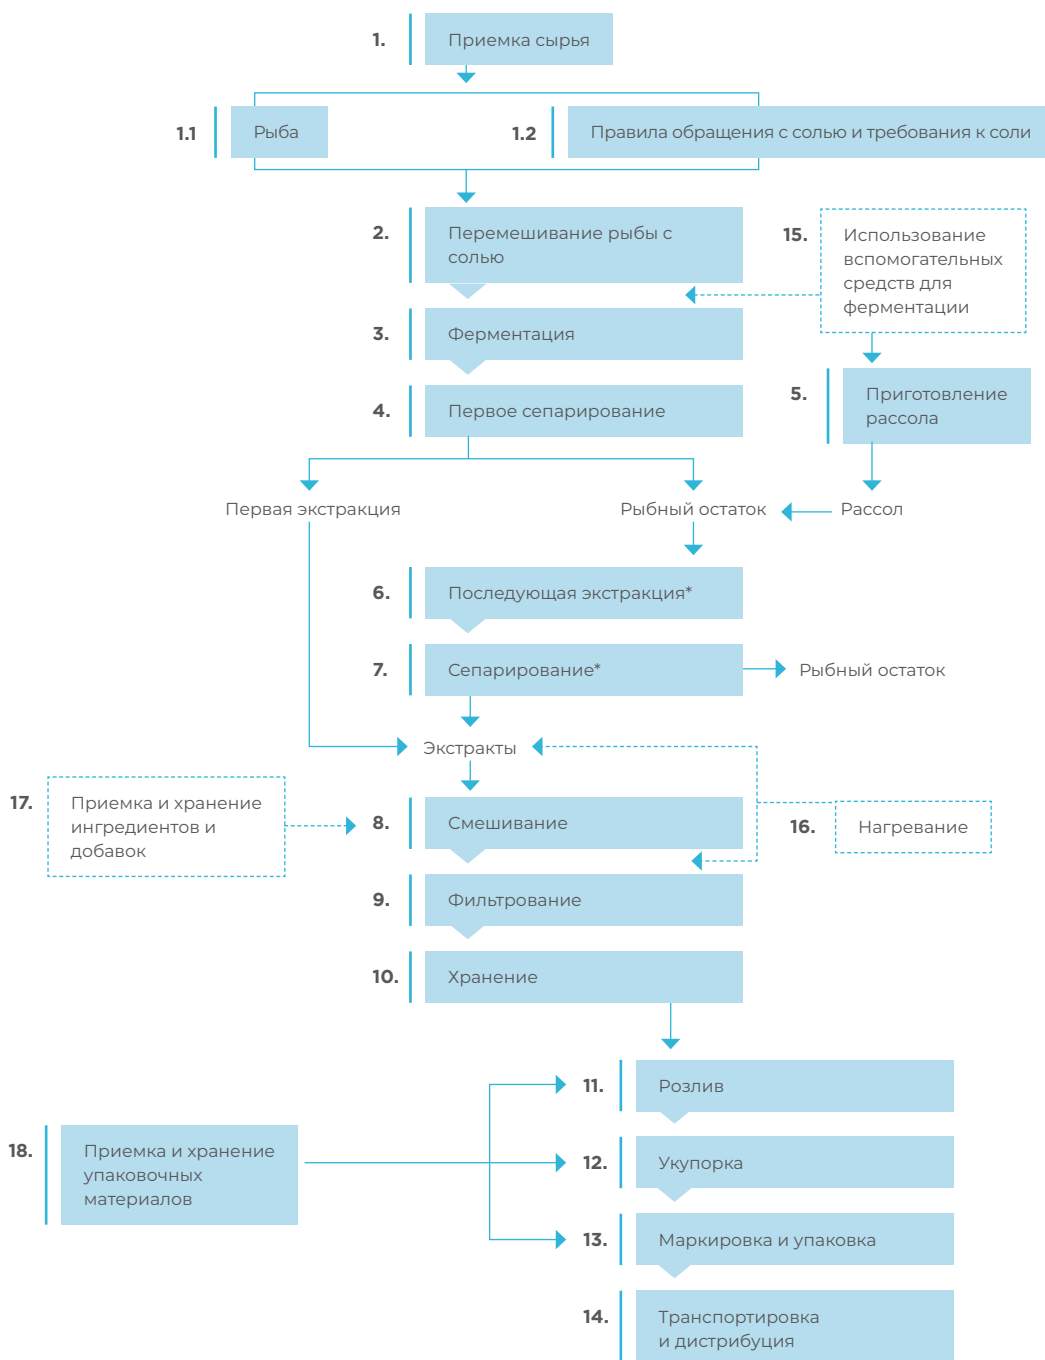 1. Приемка сырья
1.1 Рыба
1.2 Правила обращения с солью и требования к соли
2. Перемешивание рыбы с
солью
15. Использование
вспомогательных
средств для
ферментации
3. Ферментация
4. Первое сепарирование
5. Приготовление
рассола
Первая экстракция
Рыбный остаток
Рассол
6. Последующая экстракция*
7. Сепарирование*
Рыбный остаток
Экстракты
17. Приемка и хранение
ингредиентов и
добавок
8. Смешивание
16. Нагревание
9. Фильтрование
10. Хранение
11. Розлив
18. Приемка и хранение
упаковочных
материалов
12. Укупорка
13. Маркировка и упаковка
14. Транспортировка
и дистрибуция